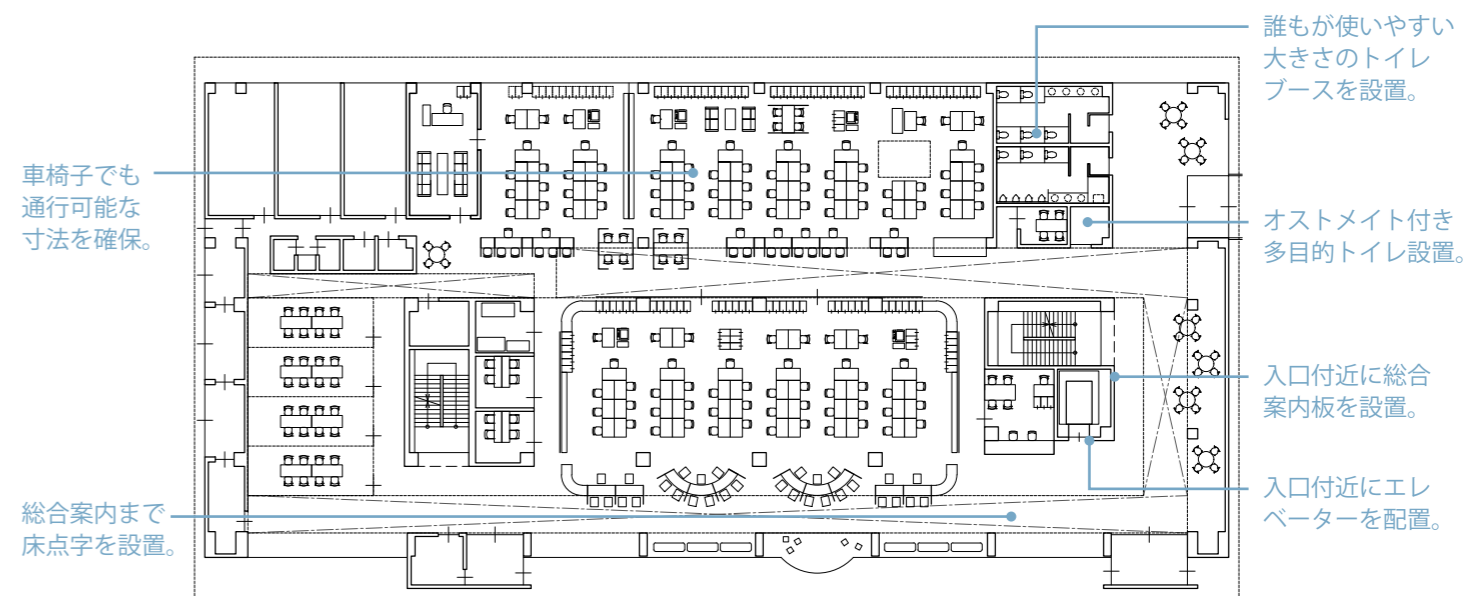 誰もが使いやすい
大きさのトイレ
ブースを設置。
車椅子でも
通行可能な
寸法を確保。
オストメイト付き
多目的トイレ設置。
入口付近に総合
案内板を設置。
入口付近にエレ
ベーターを配置。
総合案内まで
床点字を設置。